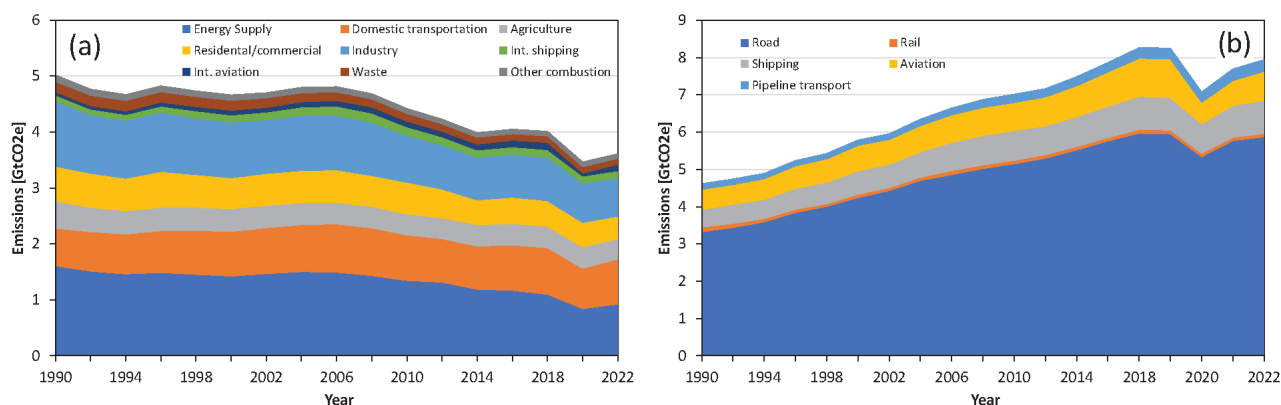 (a)
Energy Supply Domestic transportation Agriculture
Residental/commercial Industry Int. shipping
Int. aviation Waste Other combustion
6
5
4
3
2
1
0
Emissions [GtCO2e]
1990 1994 1998 2002 2006 2010 2014 2018 2022
Year
(b)
Road Rail
Shipping Aviation
Pipeline transport
9
8
7
6
5
4
3
2
1
0
Emissions [GtCO2e]
1990 1994 1998 2002 2006 2010 2014 2018 2020 2022
Year